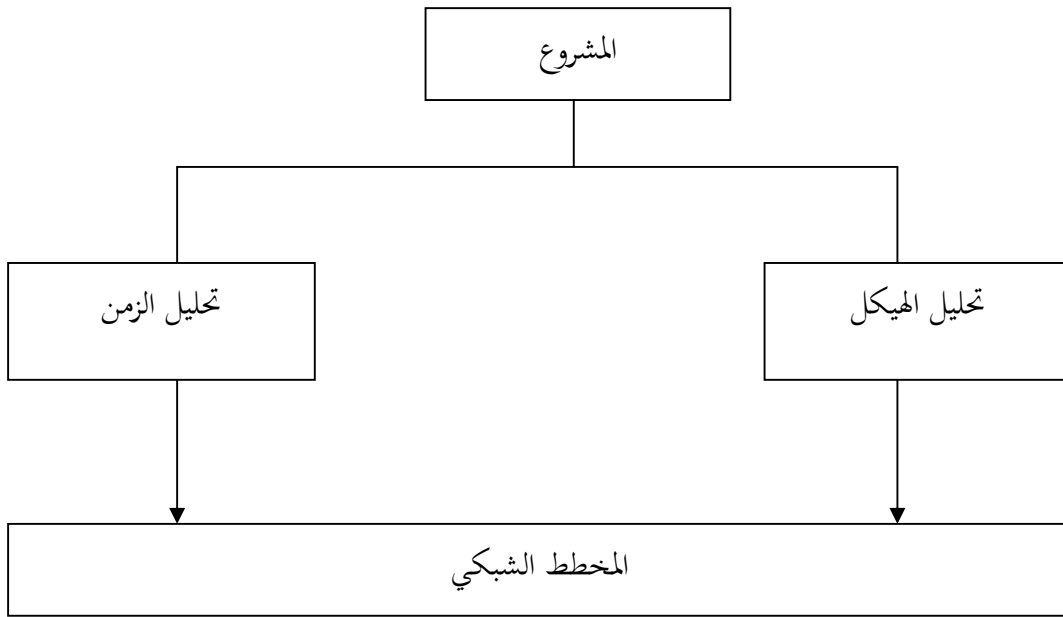 المشروع
تحليل الهيكل
تحليل الزمن
المخطط الشبكي